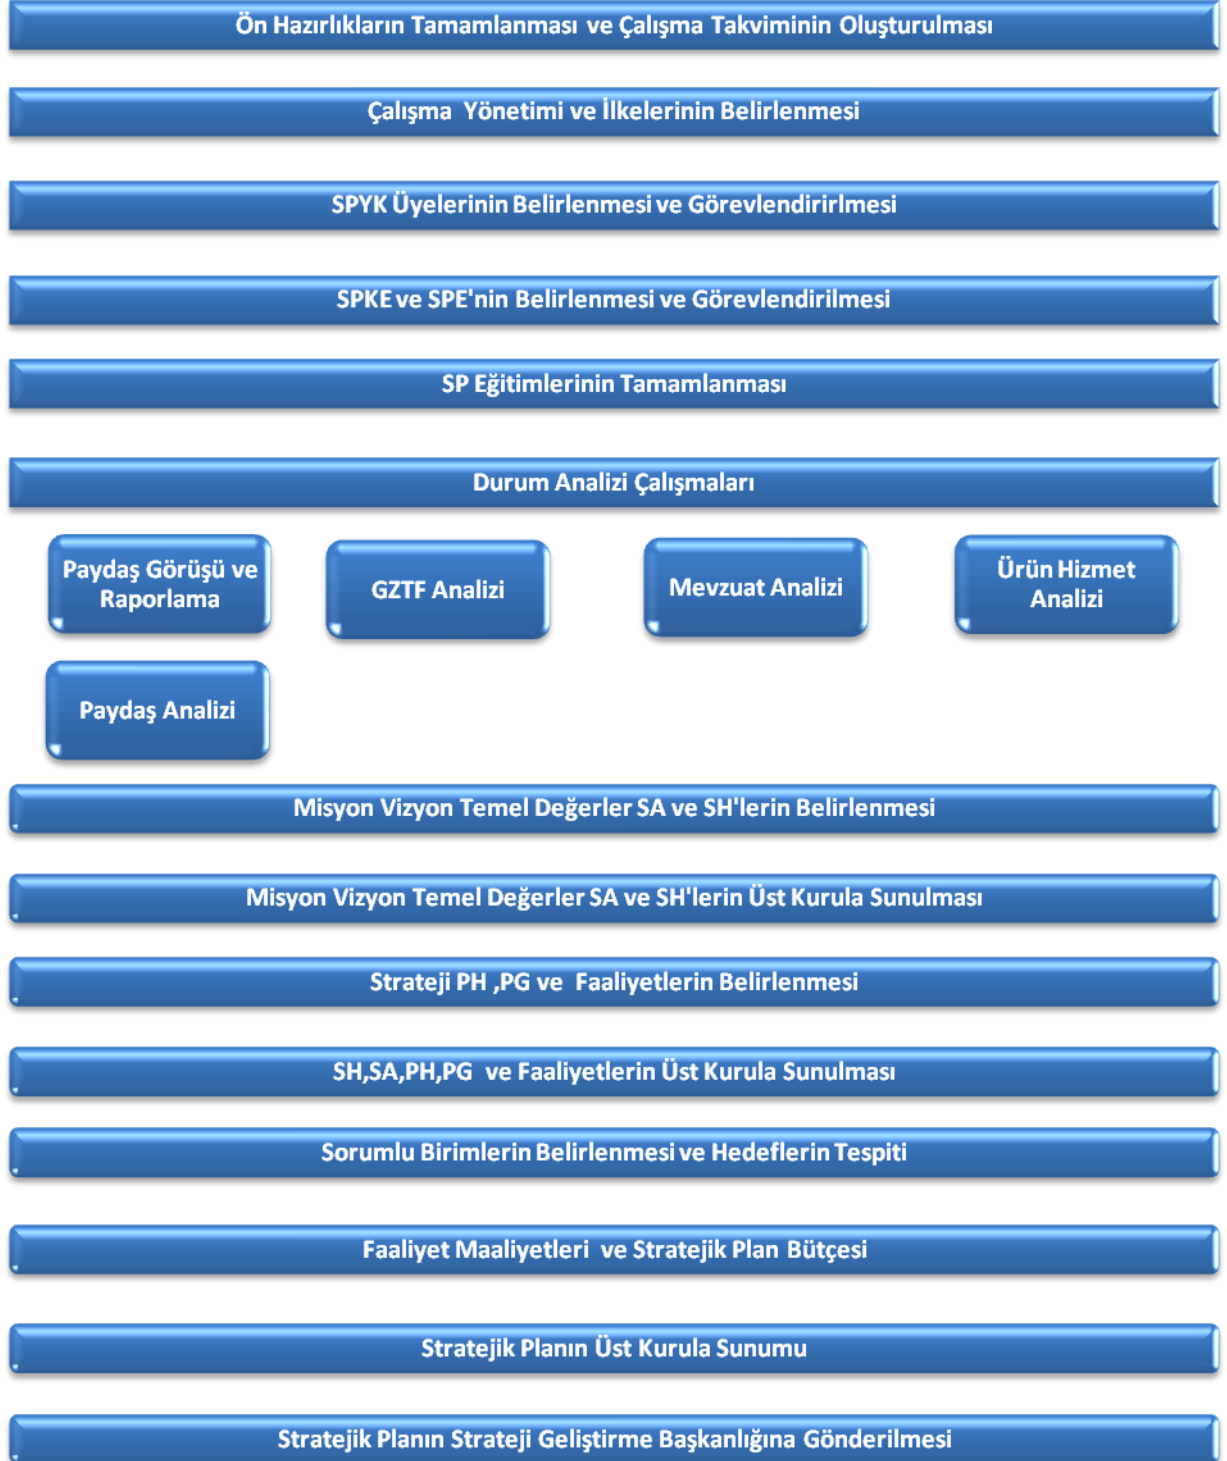 Ön Hazırlıkların Tamamlanması ve Çalışma Takviminin Oluşturulması
Çalışma Yönetimi ve İlkelerinin Belirlenmesi
SPYK Üyelerinin Belirlenmesi ve Görevlendirirlmesi
SPKE ve SPE'nin Belirlenmesi ve Görevlendirilmesi
SP Eğitimlerinin Tamamlanması
Durum Analizi Çalışmaları
Paydaş Görüşü ve
Raporlama
GZTF Analizi
Mevzuat Analizi
Ürün Hizmet
Analizi
Paydaş Analizi
Misyon Vizyon Temel Değerler SA ve SH'lerin Belirlenmesi
Misyon Vizyon Temel Değerler SA ve SH'lerin Üst Kurula Sunulması
Strateji PH ,PG ve Faaliyetlerin Belirlenmesi
SH,SA,PH,PG ve Faaliyetlerin Üst Kurula Sunulması
Sorumlu Birimlerin Belirlenmesi ve Hedeflerin Tespiti
Faaliyet Maaliyetleri ve Stratejik Plan Bütçesi
Stratejik Planın Üst Kurula Sunumu
Stratejik Planın Strateji Geliştirme Başkanlığına Gönderilmesi